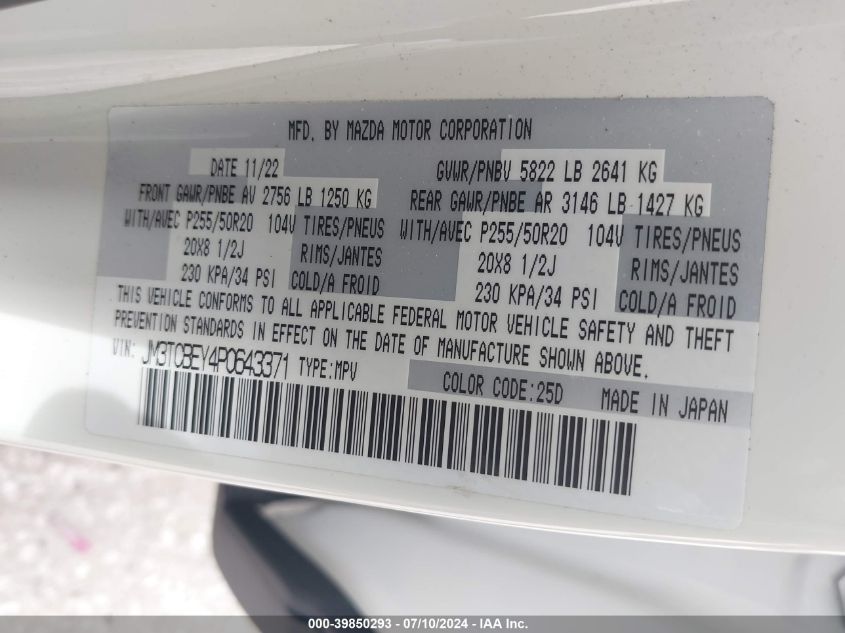 MFD. BY MAZDA MOTOR CORPORATION
DATE 11/22 GVWR/PNBV 5822 LB 2641 KG
FRONT GAWR/PNBE AV 2756 LB 1250 KG REAR GAWR/PNBE AR 3146 LB 1427 KG
WITH/AVEC P255/50R20 104V TIRES/PNEUS WITH/AVEC P255/50R20 104V TIRES/PNEUS
20X8 1/2J RIMS/JANTES 20X8 1/2J RIMS/JANTES
230 KPA/34 PSI COLD/A FROID 230 KPA/34 PSI COLD/A FROID
THIS VEHICLE CONFORMS TO ALL APPLICABLE FEDERAL MOTOR VEHICLE SAFETY AND THEFT
PREVENTION STANDARDS IN EFFECT ON THE DATE OF MANUFACTURE SHOWN ABOVE.
VIN: JM3TCBEY4P0643371 TYPE:MPV
COLOR CODE:25D MADE IN JAPAN
000-39850293 - 07/10/2024 - IAA Inc.